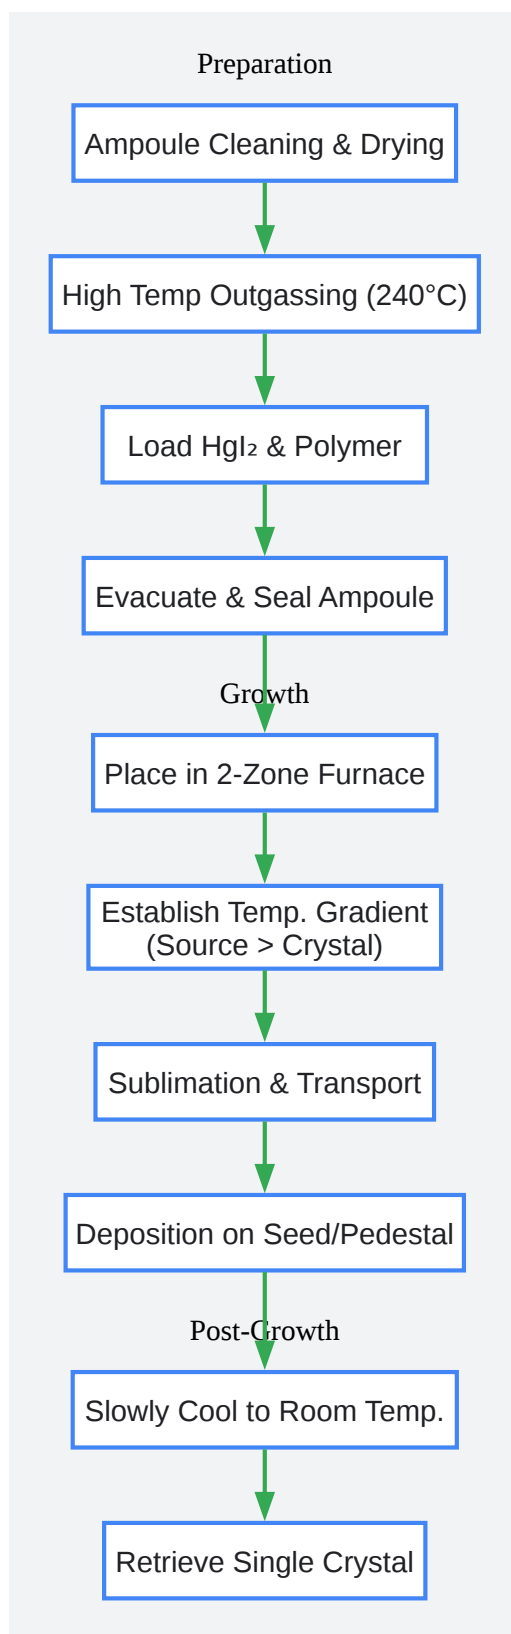 Preparation
Ampoule Cleaning & Drying
High Temp Outgassing (240°C)
Load HgI₂ & Polymer
Evacuate & Seal Ampoule
Growth
Place in 2-Zone Furnace
Establish Temp. Gradient
(Source > Crystal)
Sublimation & Transport
Deposition on Seed/Pedestal
Post-Growth
Slowly Cool to Room Temp.
Retrieve Single Crystal